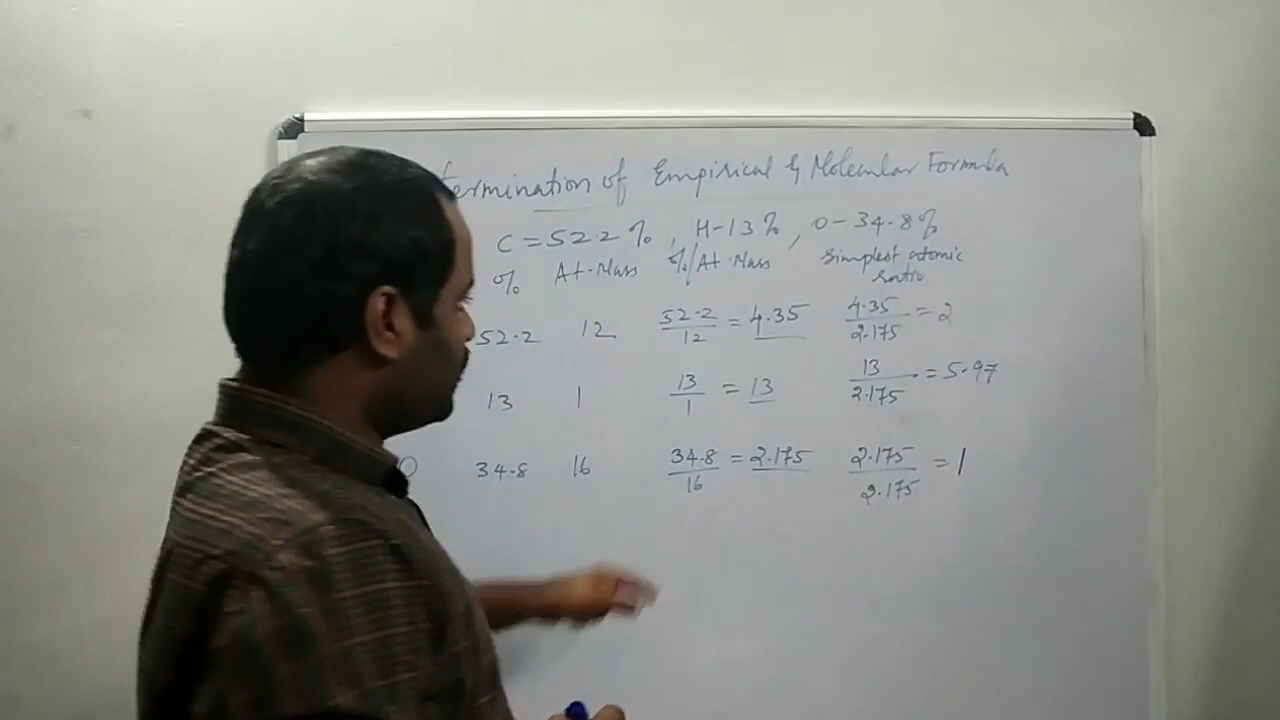 termination of Empirical & Molecular Formula
C = 52.2 % , H-13 % , O-34.8%
% At.Mass %/At.Mass Simplest atomic ratio
52.2 12 52.2/12 = 4.35 4.35/2.175 = 2
13 1 13/1 = 13 13/2.175 = 5.97
O 34.8 16 34.8/16 = 2.175 2.175/2.175 = 1